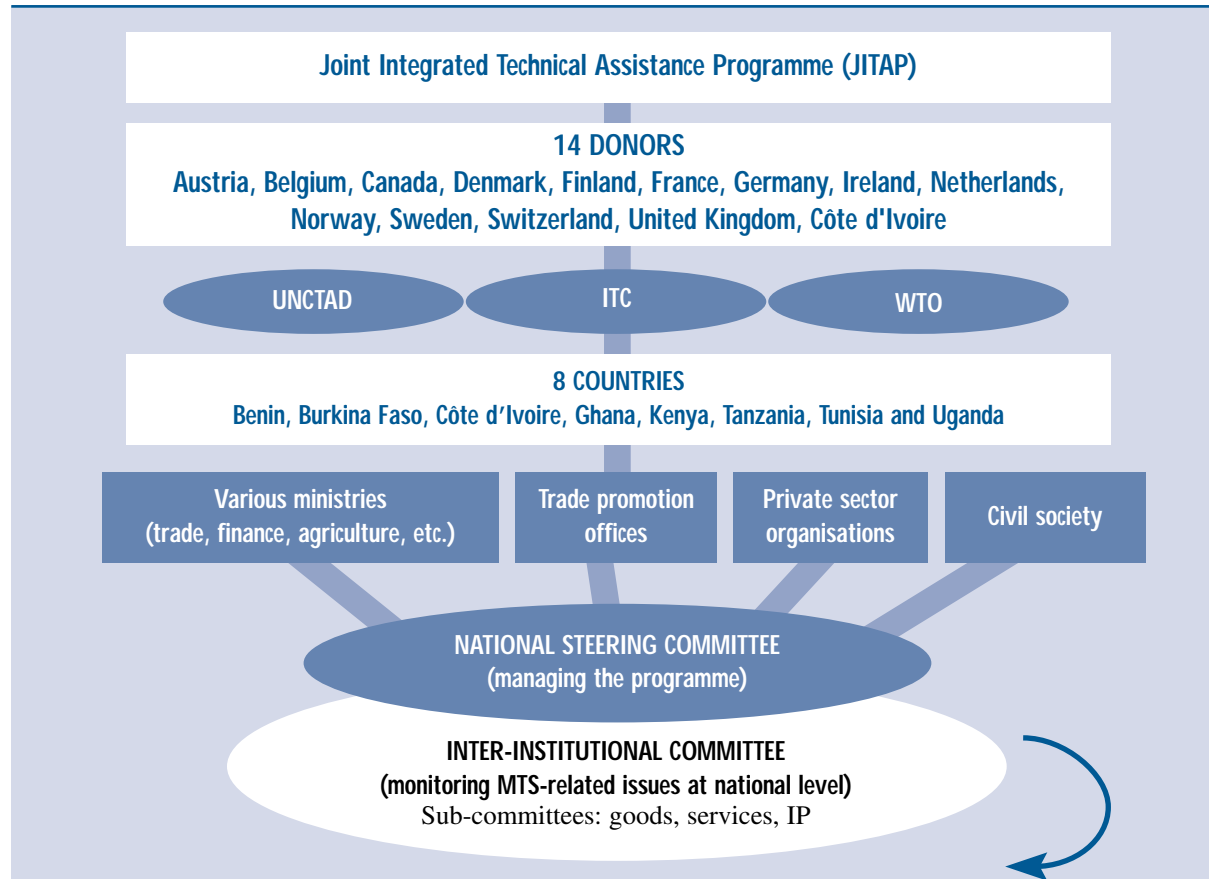 Joint Integrated Technical Assistance Programme (JITAP)
14 DONORS
Austria, Belgium, Canada, Denmark, Finland, France, Germany, Ireland, Netherlands,
Norway, Sweden, Switzerland, United Kingdom, Côte d'Ivoire
UNCTAD
ITC
WTO
8 COUNTRIES
Benin, Burkina Faso, Côte d’Ivoire, Ghana, Kenya, Tanzania, Tunisia and Uganda
Various ministries
(trade, finance, agriculture, etc.)
Trade promotion
offices
Private sector
organisations
Civil society
NATIONAL STEERING COMMITTEE
(managing the programme)
INTER-INSTITUTIONAL COMMITTEE
(monitoring MTS-related issues at national level)
Sub-committees: goods, services, IP